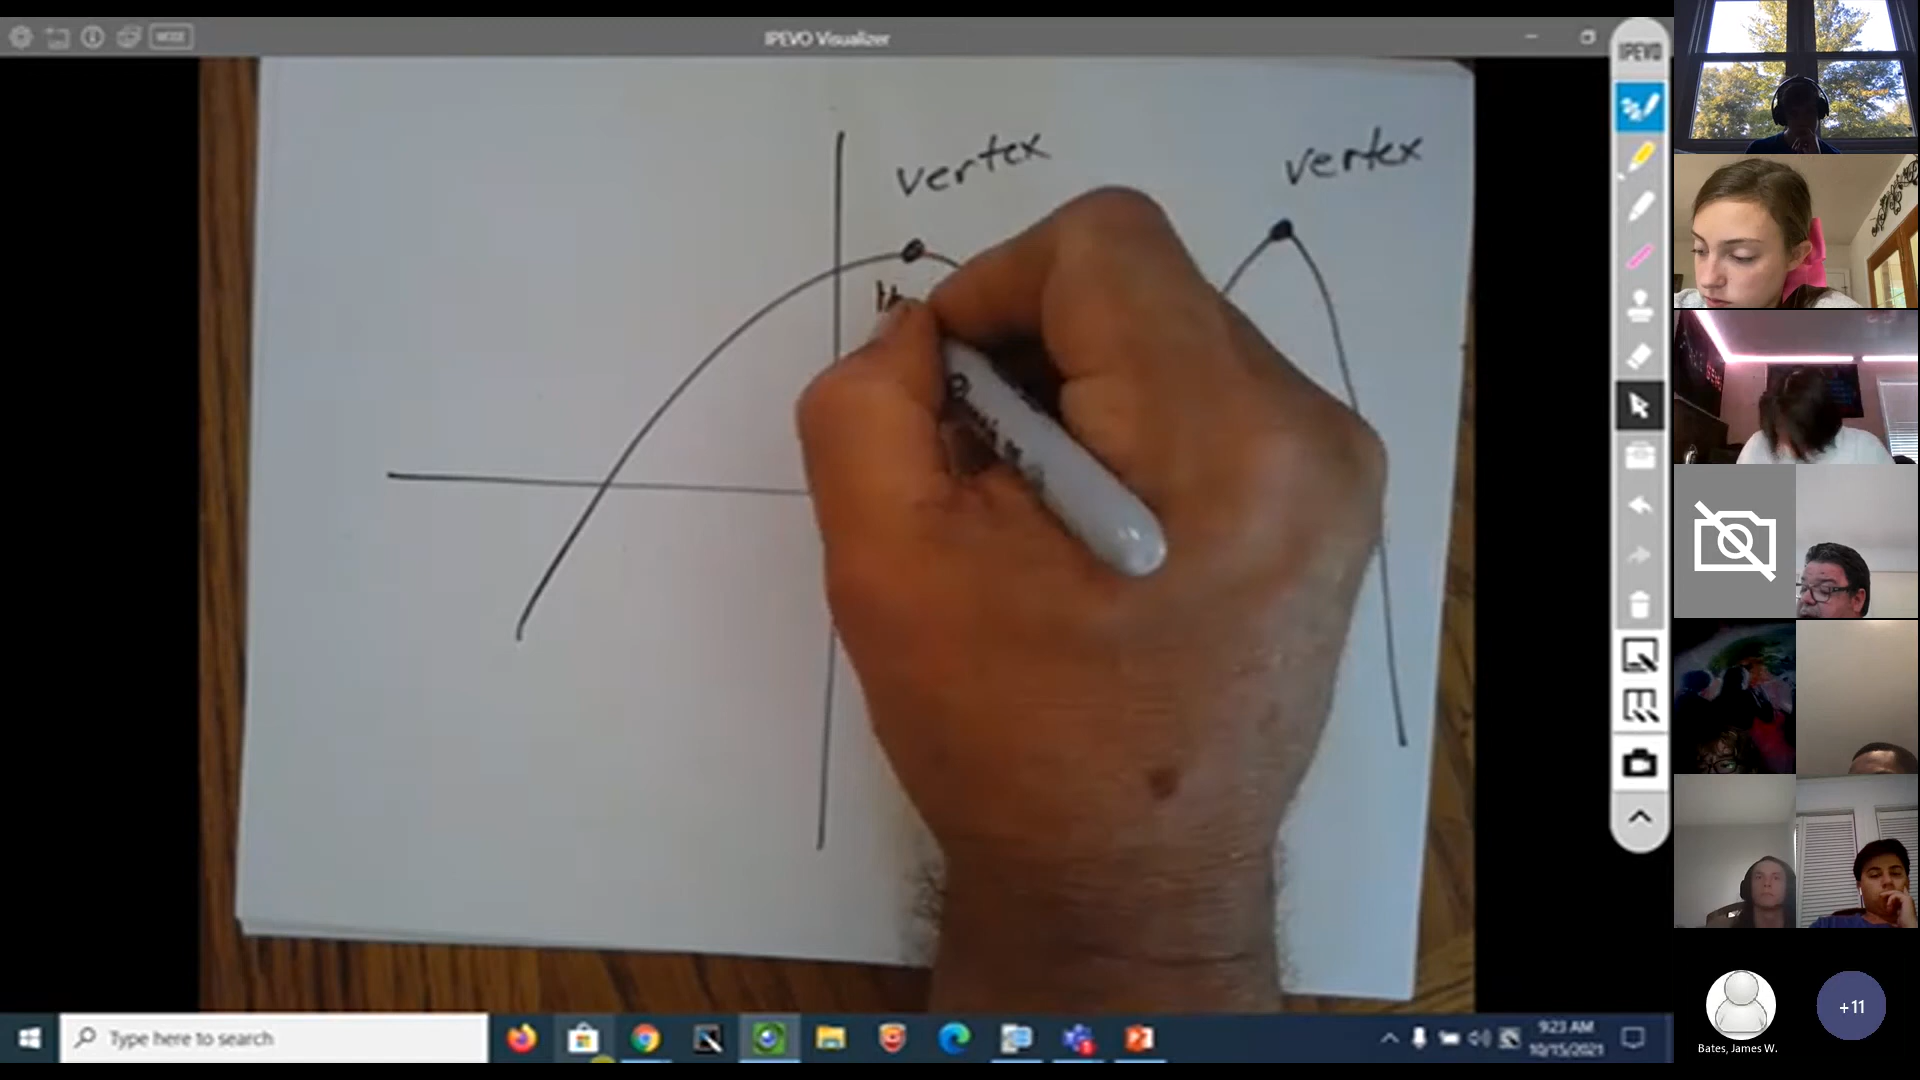 IPEVO Visualizer
IPEVO
vertex
vertex
Type here to search
9:23 AM
10/15/2021
Bates, James W.
+11